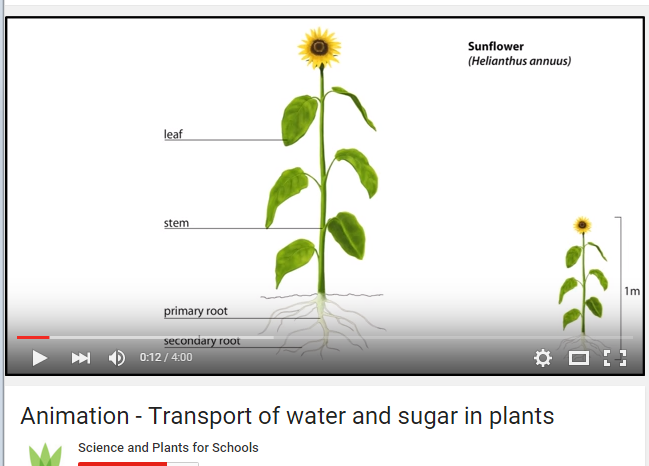 Sunflower
(Helianthus annuus)
leaf
stem
1m
primary root
secondary root
0:12 / 4:00
Animation - Transport of water and sugar in plants
Science and Plants for Schools